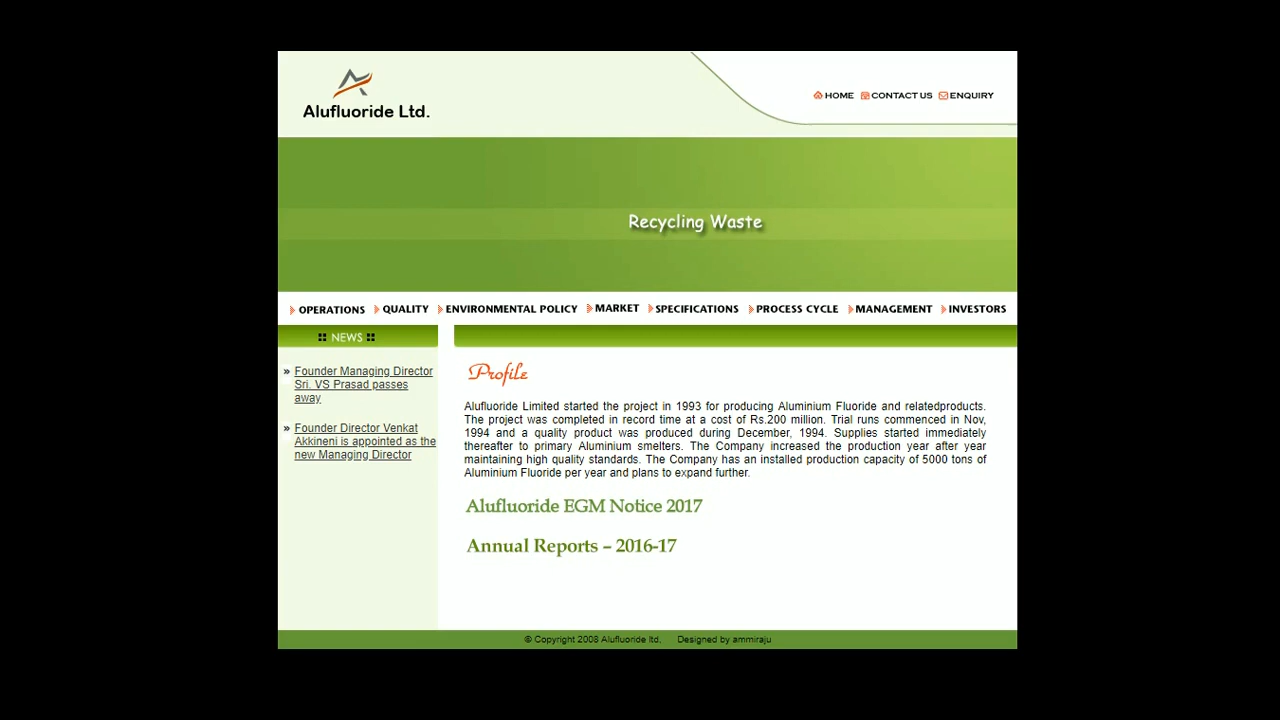 Alufluoride Ltd.
HOME CONTACT US ENQUIRY
Recycling Waste
OPERATIONS QUALITY ENVIRONMENTAL POLICY MARKET SPECIFICATIONS PROCESS CYCLE MANAGEMENT INVESTORS
NEWS
» Founder Managing Director
Sri. VS Prasad passes
away
» Founder Director Venkat
Akkineni is appointed as the
new Managing Director
Profile
Alufluoride Limited started the project in 1993 for producing Aluminium Fluoride and relatedproducts.
The project was completed in record time at a cost of Rs.200 million. Trial runs commenced in Nov,
1994 and a quality product was produced during December, 1994. Supplies started immediately
thereafter to primary Aluminium smelters. The Company increased the production year after year
maintaining high quality standards. The Company has an installed production capacity of 5000 tons of
Aluminium Fluoride per year and plans to expand further.
Alufluoride EGM Notice 2017
Annual Reports – 2016-17
© Copyright 2008 Alufluoride ltd. Designed by ammiraju